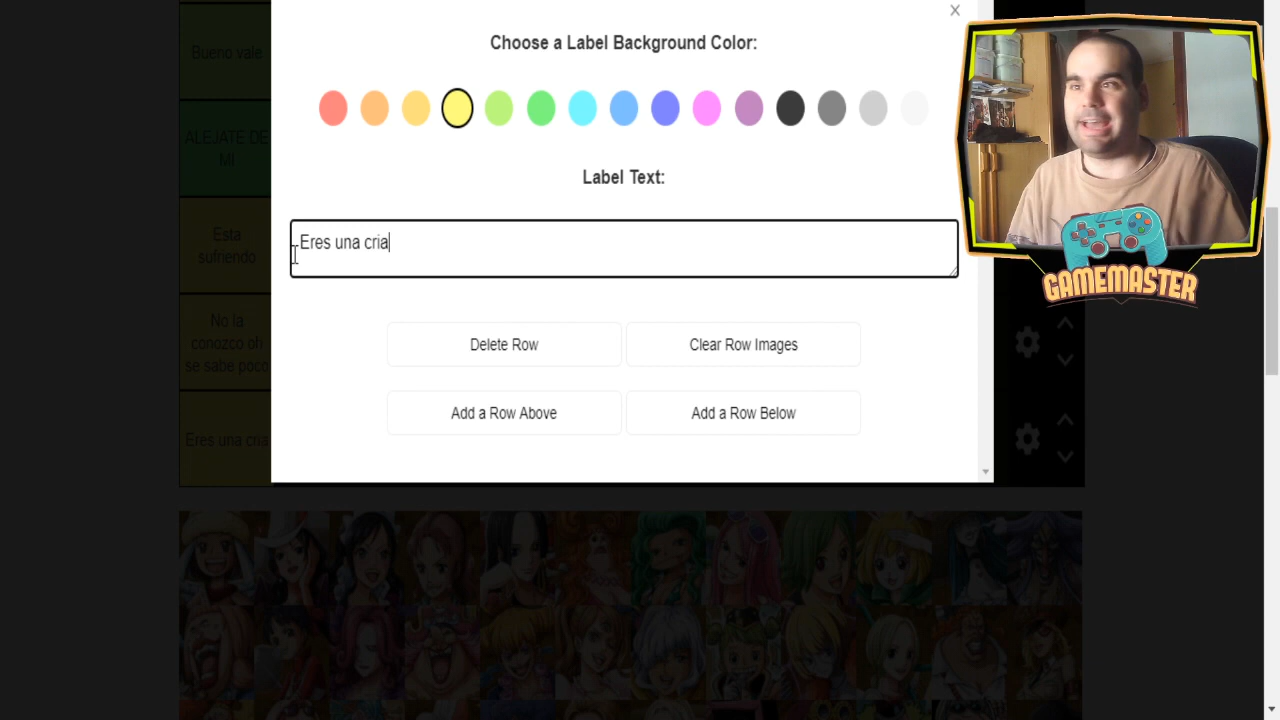 X
Choose a Label Background Color:
Label Text:
Eres una cria
Delete Row
Clear Row Images
Add a Row Above
Add a Row Below
Bueno vale
ALEJATE DE
MI
Esta
sufriendo
No la
conozco oh
se sabe poco
Eres una cria
GAMEMASTER